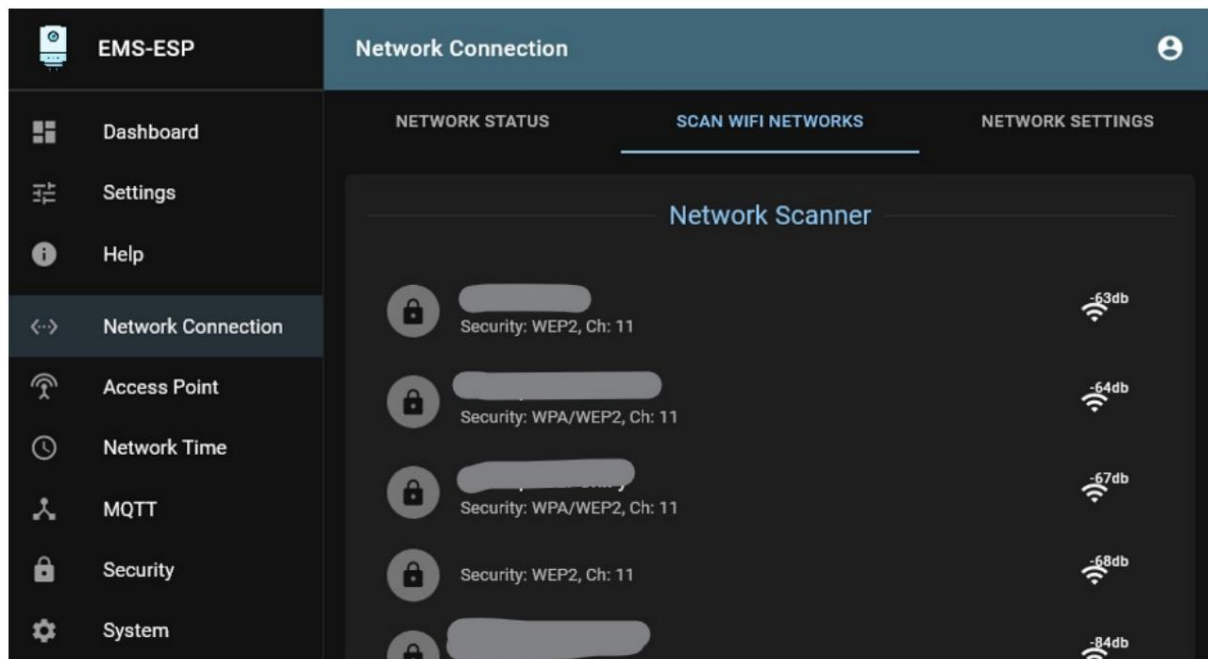 EMS-ESP
Network Connection
Dashboard
Settings
Help
Network Connection
Access Point
Network Time
MQTT
Security
System
NETWORK STATUS
SCAN WIFI NETWORKS
NETWORK SETTINGS
Network Scanner
Security: WEP2, Ch: 11
-63db
Security: WPA/WEP2, Ch: 11
-64db
Security: WPA/WEP2, Ch: 11
-67db
Security: WEP2, Ch: 11
-68db
-84db